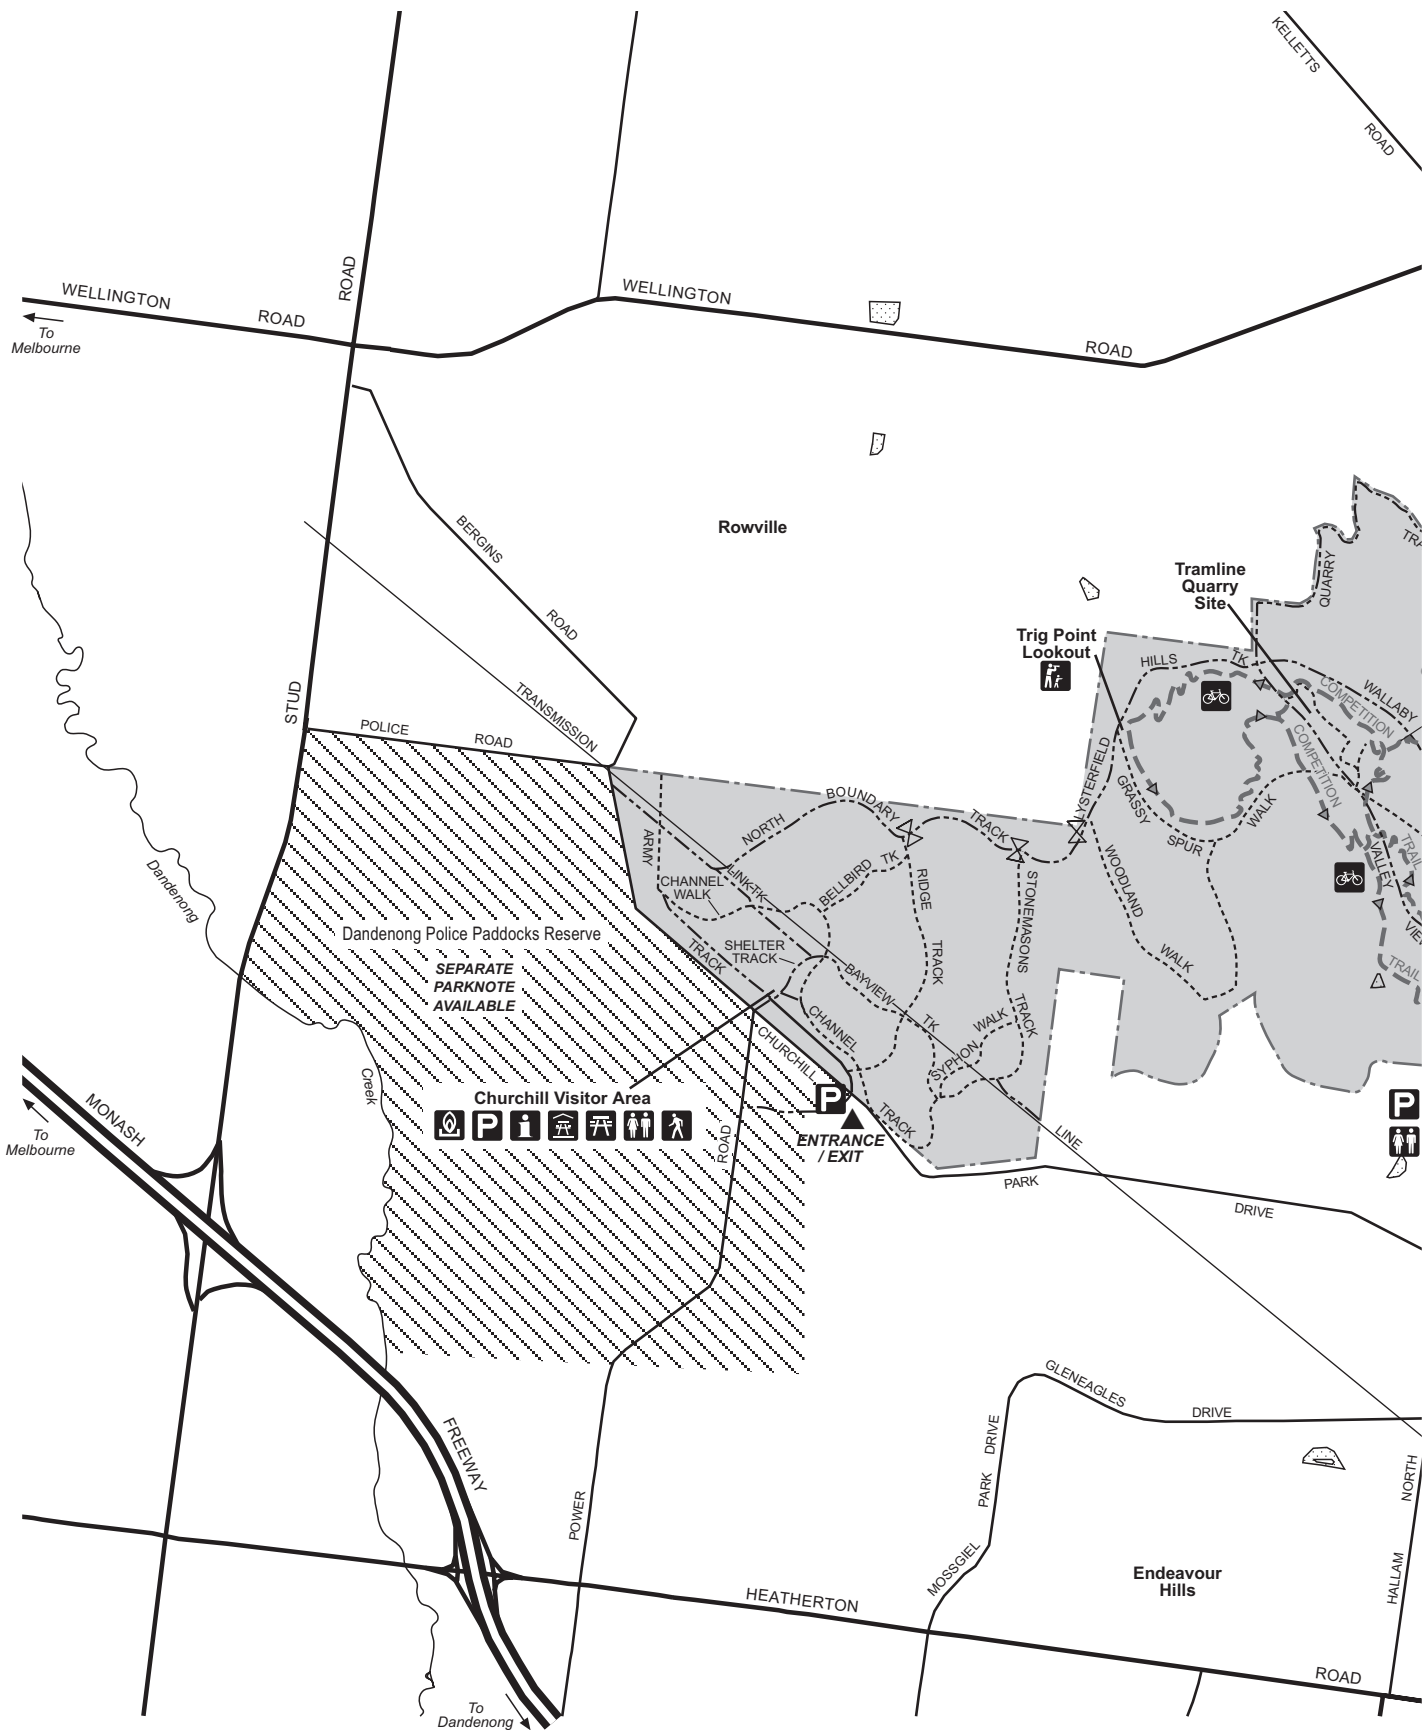 KELLETTS
ROAD
ROAD
WELLINGTON
ROAD
To
Melbourne
WELLINGTON
ROAD
BERGINS
ROAD
Rowville
TRANSMISSION
STUD
POLICE
ROAD
Tramline
Quarry
Site
Trig Point
Lookout
QUARRY
HILLS
TK
WALLABY
COMPETITION
COMPETITION
LYSTERFIELD
GRASSY
SPUR
WALK
TRAIL
VALLEY
TRAIL
WOODLAND
WALK
BOUNDARY
NORTH
TRACK
ARMY
LINK TK
BELLBIRD
TK
CHANNEL
WALK
RIDGE
TRACK
STONEMASONS
TRACK
SHELTER
TRACK
TRACK
BAYVIEW
TK
CHANNEL
SYPHON
WALK
TRACK
CHURCHILL
LINE
Dandenong
Creek
Dandenong Police Paddocks Reserve
SEPARATE
PARKNOTE
AVAILABLE
Churchill Visitor Area
P
i
P
ENTRANCE
/ EXIT
P
ROAD
PARK
DRIVE
MONASH
To
Melbourne
FREEWAY
POWER
GLENEAGLES
DRIVE
DRIVE
PARK
MOSSGIEL
NORTH
HALLAM
Endeavour
Hills
HEATHERTON
ROAD
To
Dandenong